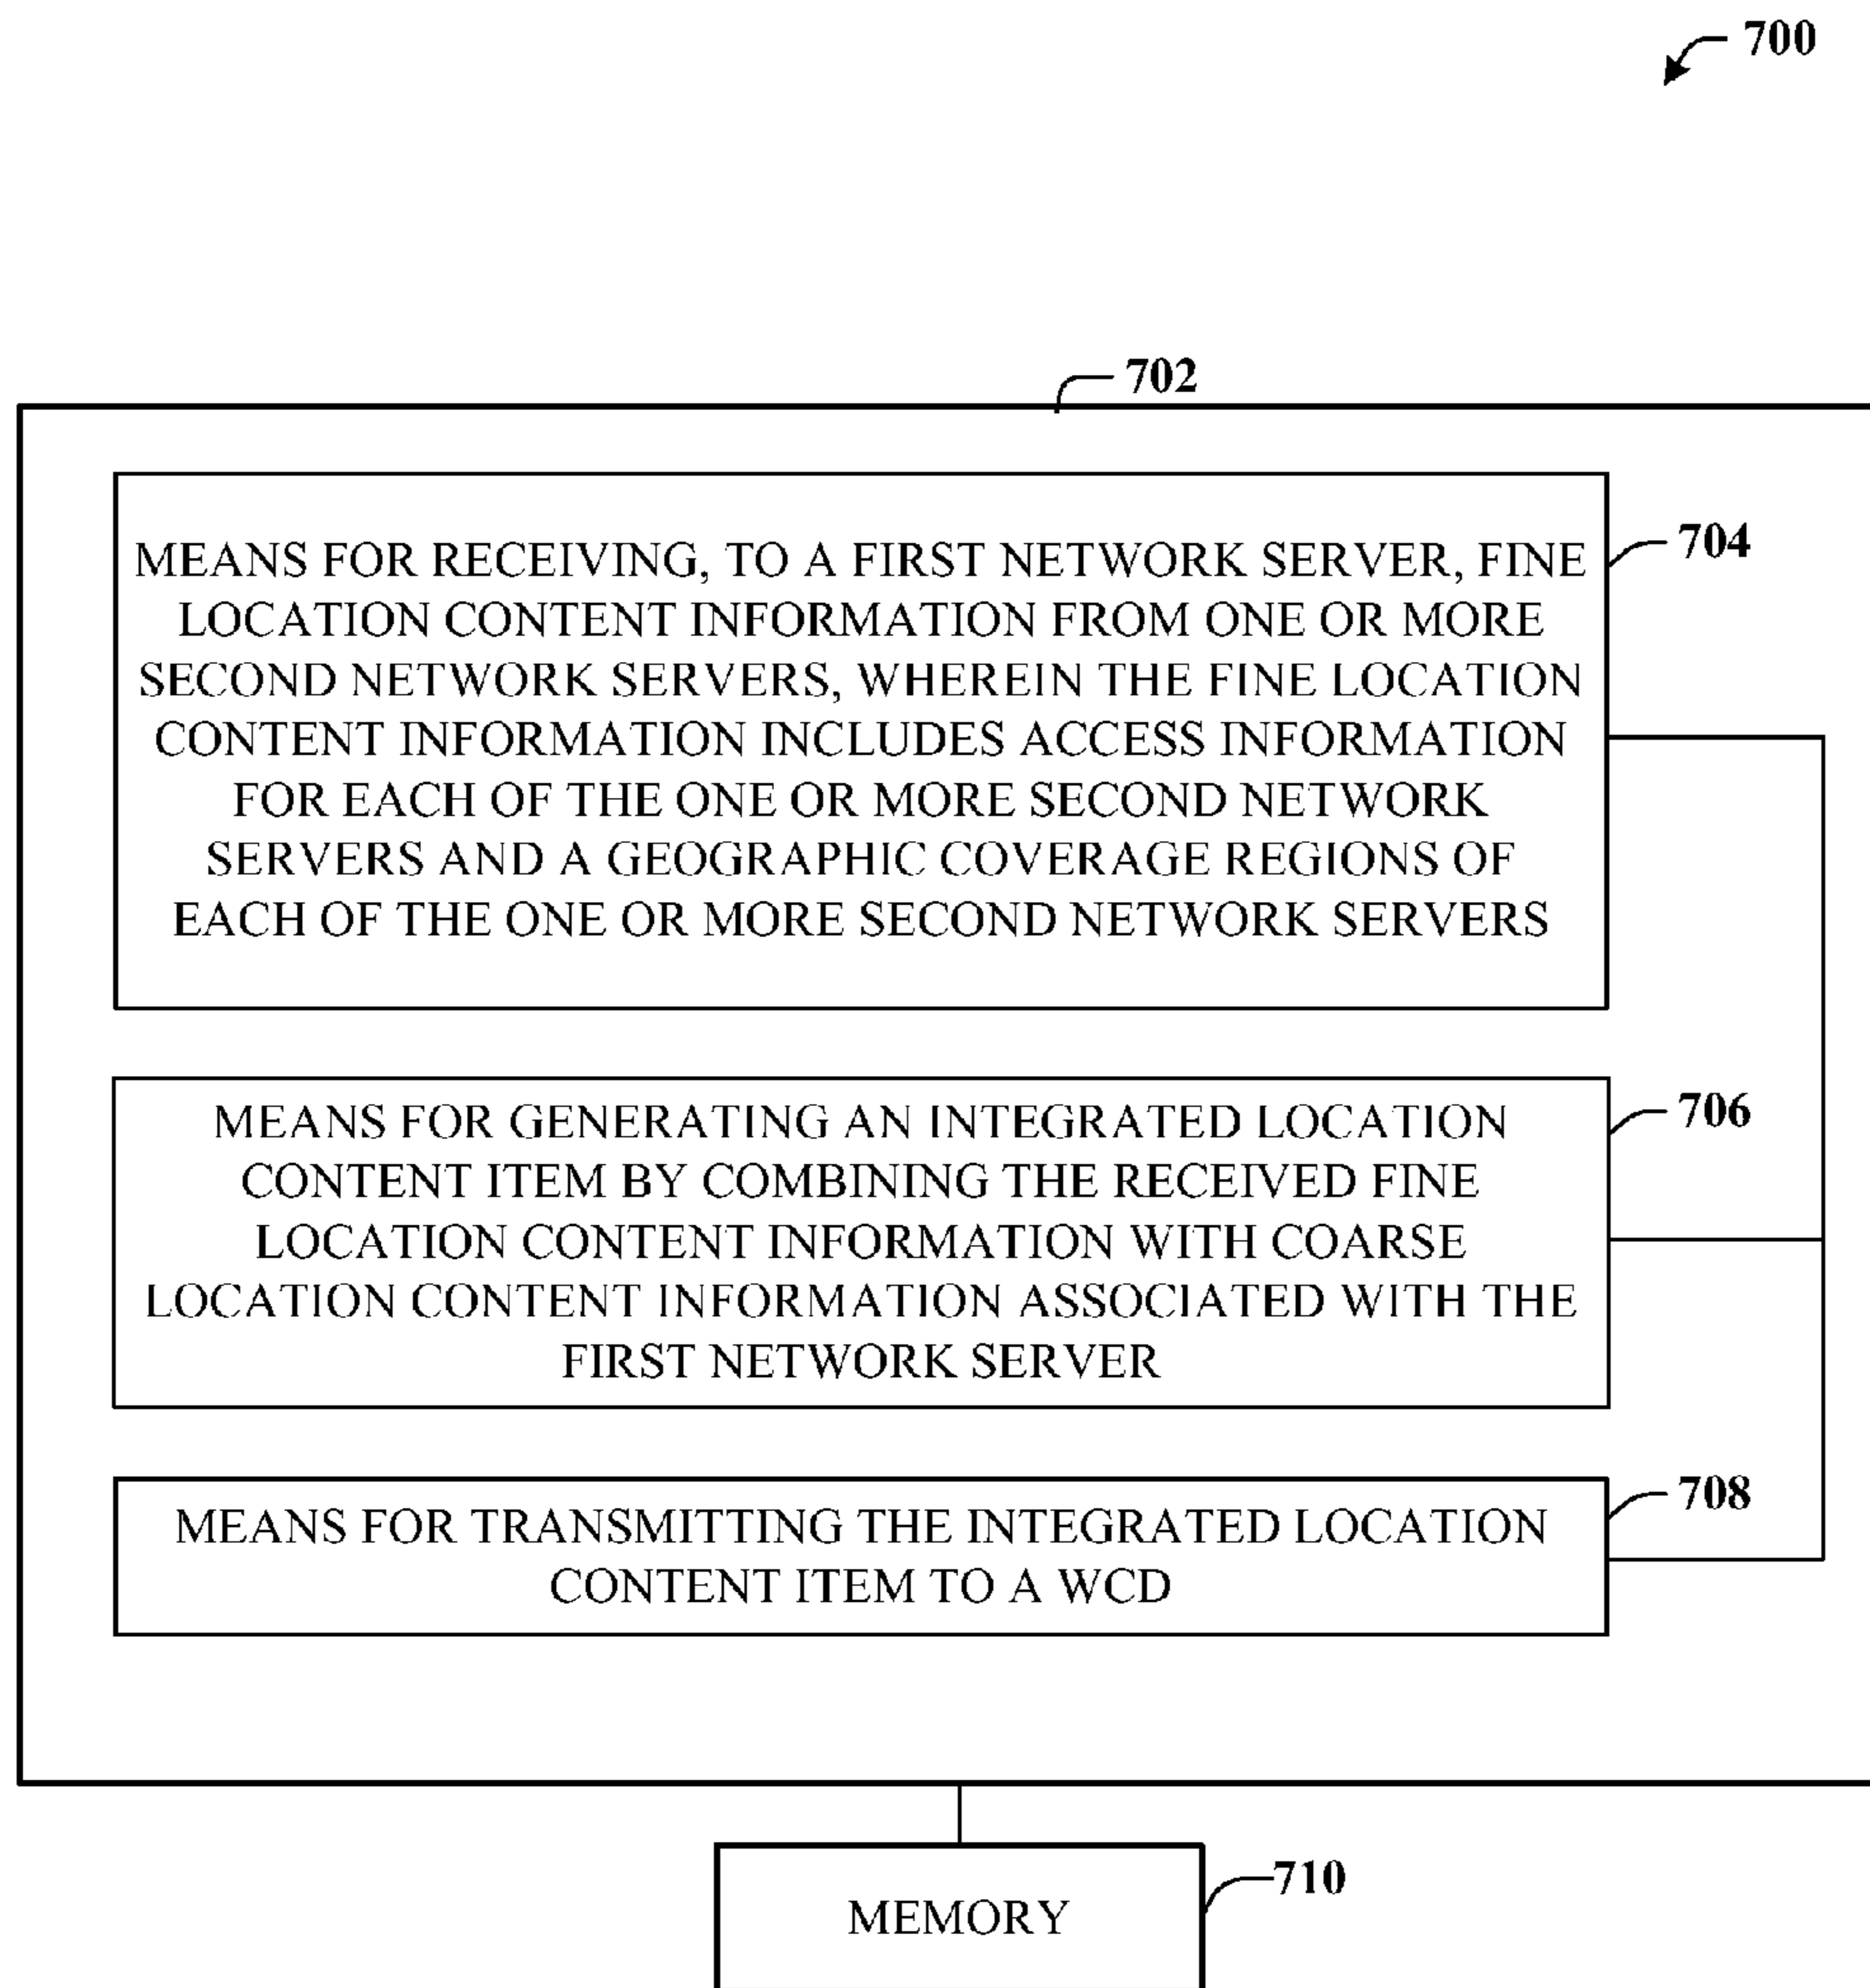 700
702
MEANS FOR RECEIVING, TO A FIRST NETWORK SERVER, FINE
LOCATION CONTENT INFORMATION FROM ONE OR MORE
SECOND NETWORK SERVERS, WHEREIN THE FINE LOCATION
CONTENT INFORMATION INCLUDES ACCESS INFORMATION
FOR EACH OF THE ONE OR MORE SECOND NETWORK
SERVERS AND A GEOGRAPHIC COVERAGE REGIONS OF
EACH OF THE ONE OR MORE SECOND NETWORK SERVERS
704
MEANS FOR GENERATING AN INTEGRATED LOCATION
CONTENT ITEM BY COMBINING THE RECEIVED FINE
LOCATION CONTENT INFORMATION WITH COARSE
LOCATION CONTENT INFORMATION ASSOCIATED WITH THE
FIRST NETWORK SERVER
706
MEANS FOR TRANSMITTING THE INTEGRATED LOCATION
CONTENT ITEM TO A WCD
708
MEMORY
710